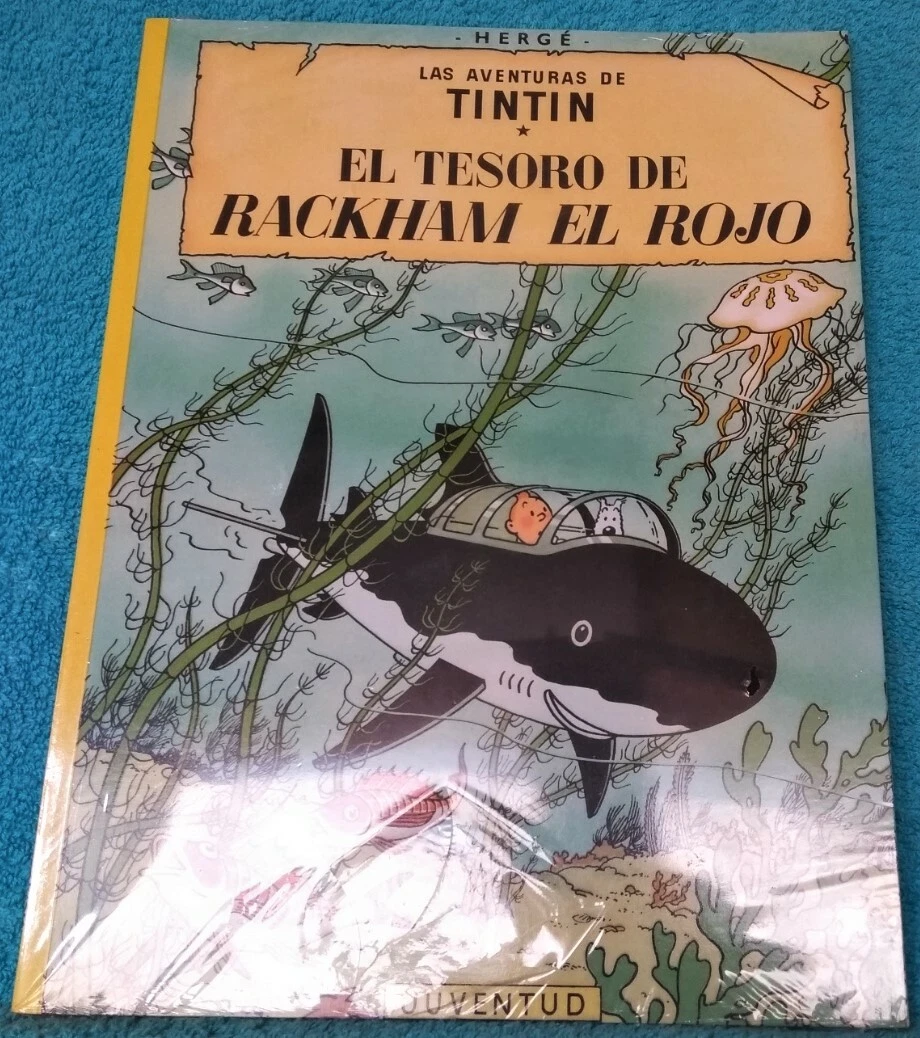 - HERGÉ -
LAS AVENTURAS DE
TINTIN
★
EL TESORO DE
RACKHAM EL ROJO
JUVENTUD